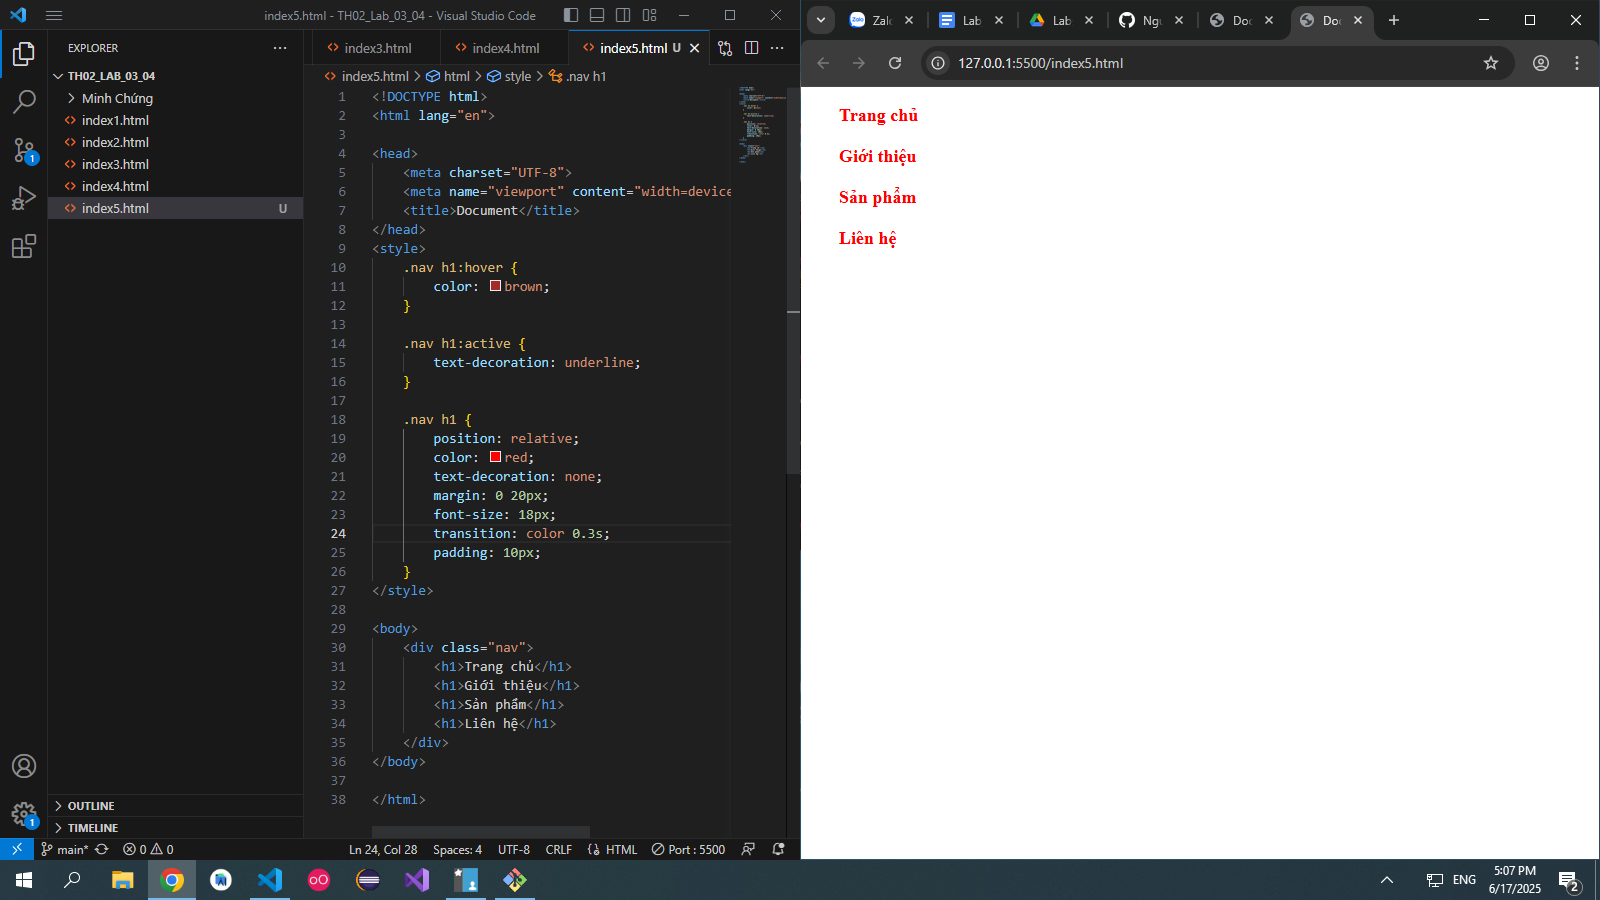 index5.html - TH02_Lab_03_04 - Visual Studio Code
EXPLORER
TH02_LAB_03_04
Minh Chứng
index1.html
index2.html
index3.html
index4.html
index5.html U
OUTLINE
TIMELINE
index3.html index4.html index5.html U
index5.html > html > style > .nav h1
1 <!DOCTYPE html>
2 <html lang="en">
3
4 <head>
5 <meta charset="UTF-8">
6 <meta name="viewport" content="width=device
7 <title>Document</title>
8 </head>
9 <style>
10 .nav h1:hover {
11 color: brown;
12 }
13
14 .nav h1:active {
15 text-decoration: underline;
16 }
17
18 .nav h1 {
19 position: relative;
20 color: red;
21 text-decoration: none;
22 margin: 0 20px;
23 font-size: 18px;
24 transition: color 0.3s;
25 padding: 10px;
26 }
27 </style>
28
29 <body>
30 <div class="nav">
31 <h1>Trang chủ</h1>
32 <h1>Giới thiệu</h1>
33 <h1>Sản phẩm</h1>
34 <h1>Liên hệ</h1>
35 </div>
36 </body>
37
38 </html>
1
1
main* 0 0 Ln 24, Col 28 Spaces: 4 UTF-8 CRLF HTML Port : 5500
Zalo Lab Lab Ngu Doc Doc
127.0.0.1:5500/index5.html
Trang chủ
Giới thiệu
Sản phẩm
Liên hệ
ENG
5:07 PM
6/17/2025
2